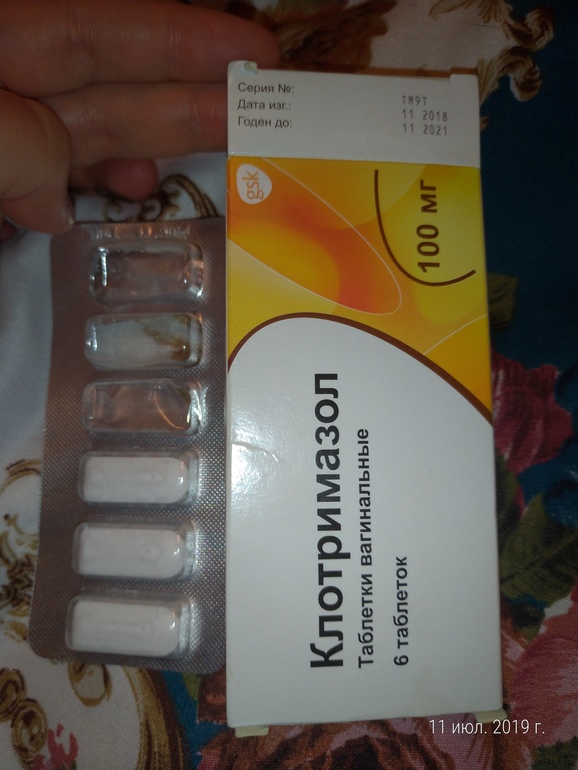 Серия №:
Дата изг.:
Годен до:
TM9T
11 2018
11 2021
gsk
100 мг
Клотримазол
Таблетки вагинальные
6 таблеток
11 июл. 2019 г.